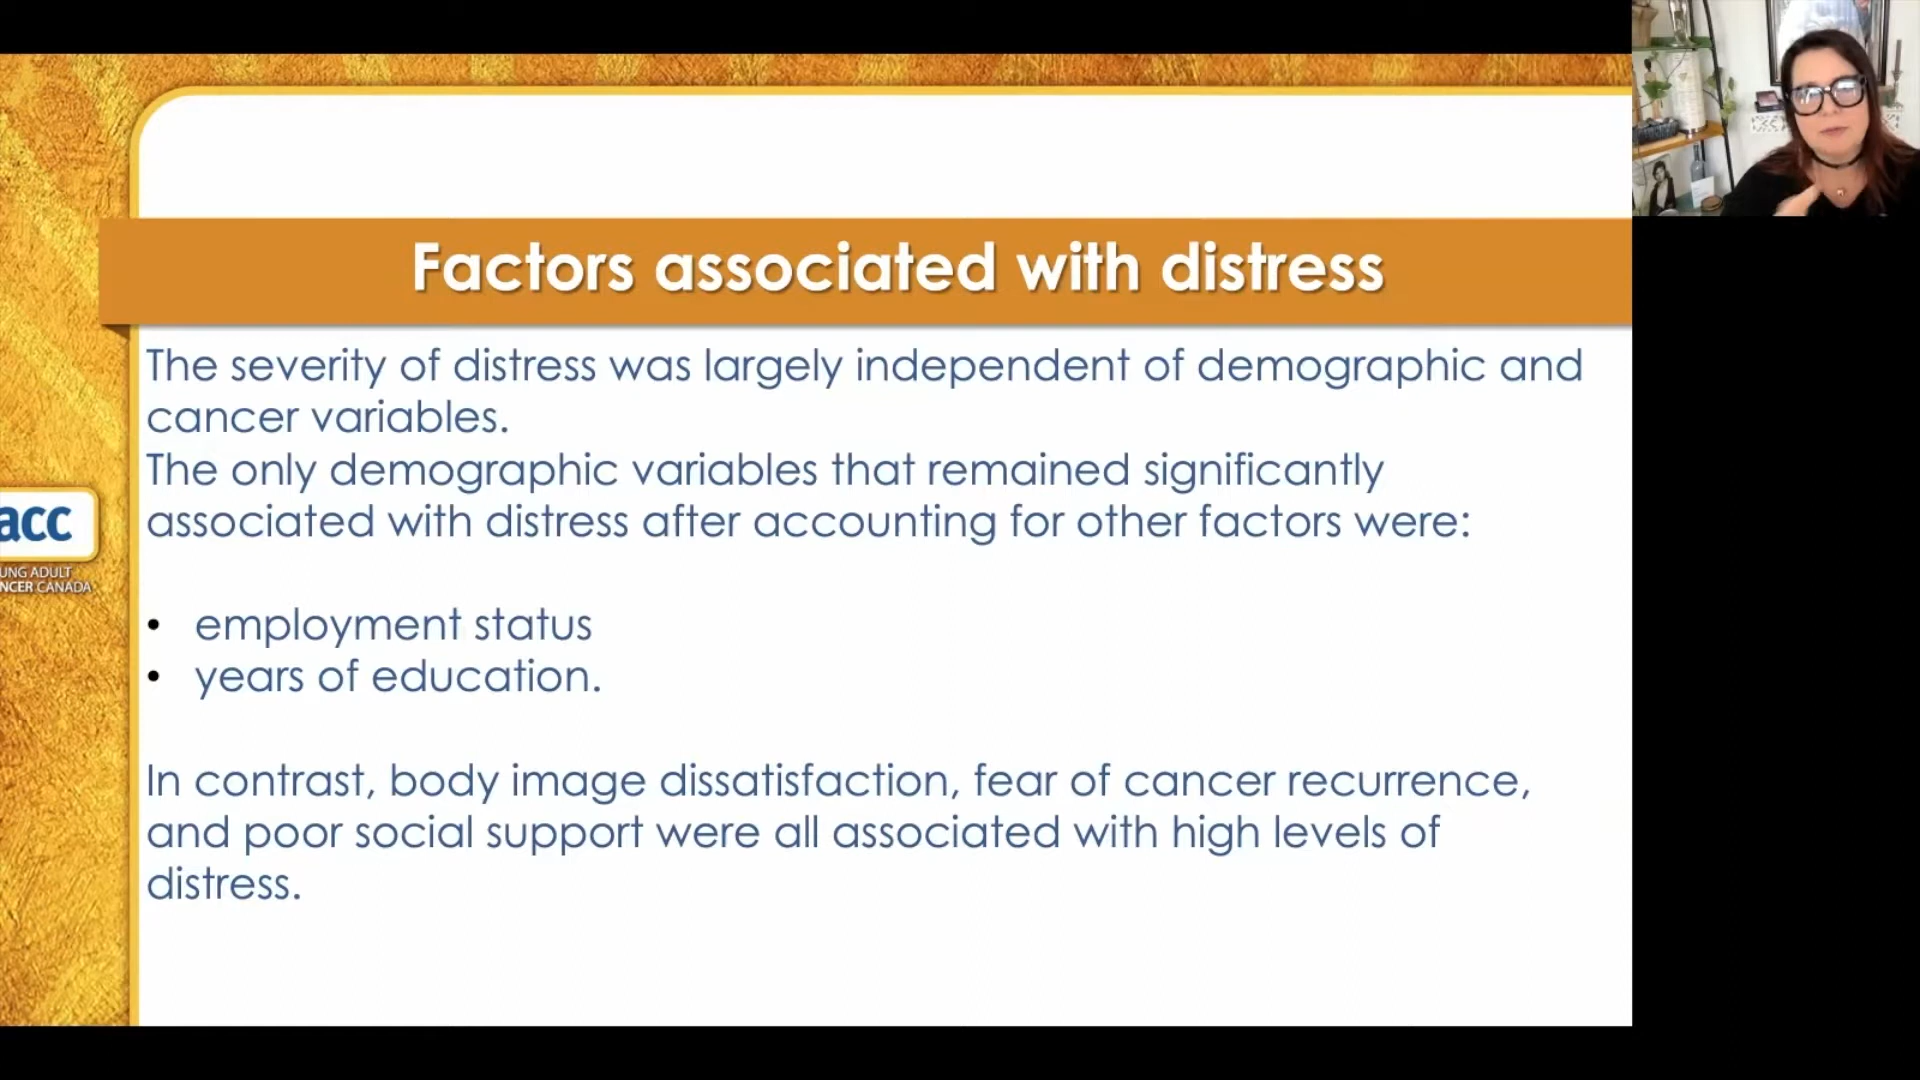 Factors associated with distress
The severity of distress was largely independent of demographic and
cancer variables.
The only demographic variables that remained significantly
associated with distress after accounting for other factors were:
• employment status
• years of education.
In contrast, body image dissatisfaction, fear of cancer recurrence,
and poor social support were all associated with high levels of
distress.
acc
UNG ADULT
NCER CANADA